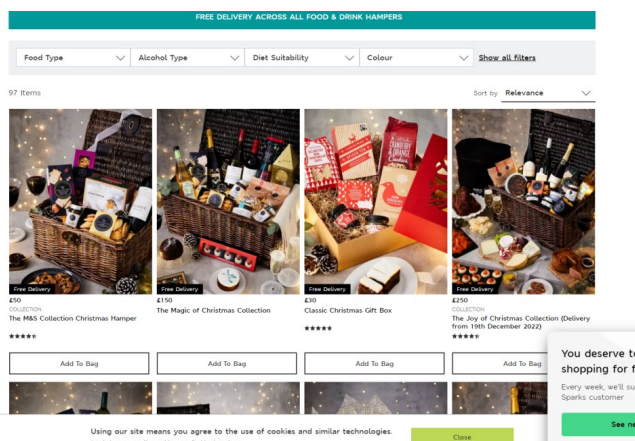 FREE DELIVERY ACROSS ALL FOOD & DRINK HAMPERS
Food Type
Alcohol Type
Diet Suitability
Colour
Show all filters
97 Items
Sort by Relevance
CRANBERRY
& ORANGE
Cookies
Free Delivery
Free Delivery
Free Delivery
Free Delivery
£50
COLLECTION
The M&S Collection Christmas Hamper
£150
The Magic of Christmas Collection
£30
Classic Christmas Gift Box
£250
COLLECTION
The Joy of Christmas Collection (Delivery
from 19th December 2022)
Add To Bag
Add To Bag
Add To Bag
Add To Bag
You deserve t
shopping for f
Every week, we'll su
Sparks customer
See ne
Using our site means you agree to the use of cookies and similar technologies.
Close